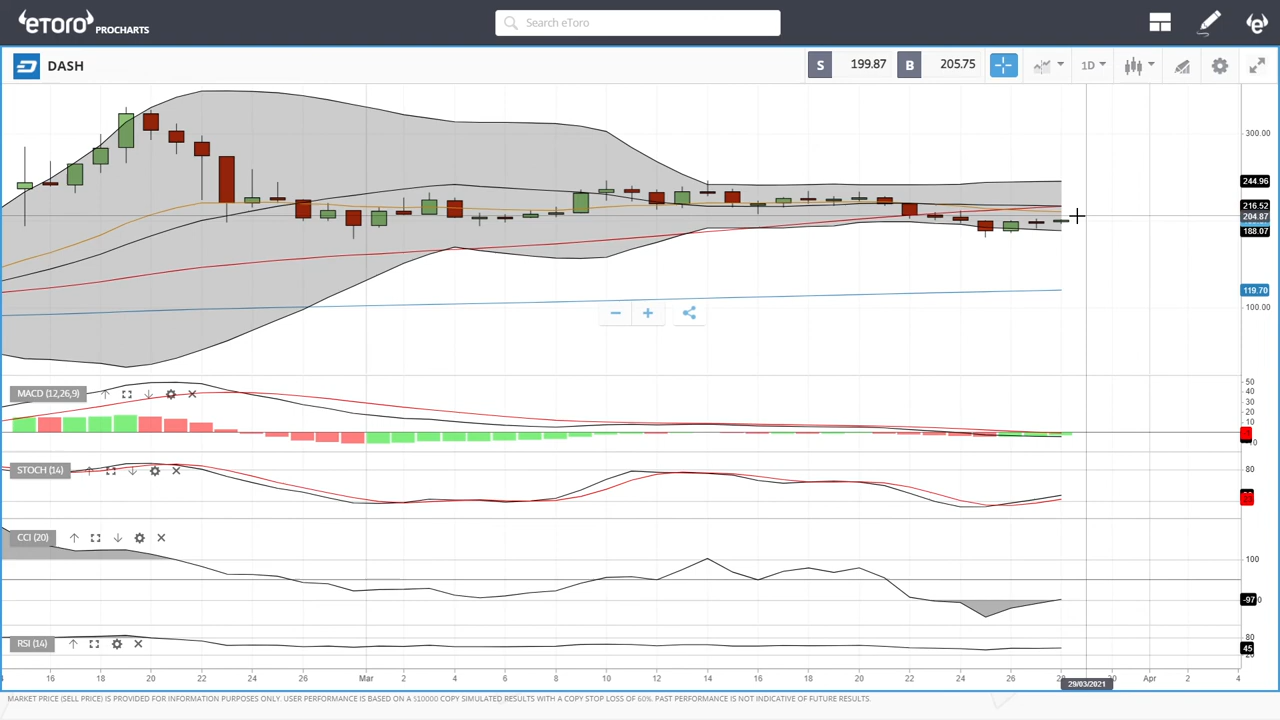 eToro PROCHARTS
Search eToro
DASH
S 199.87 B 205.75
1D
300.00
244.96
216.52
204.87
188.07
119.70
100.00
MACD (12,26,9)
50
40
30
20
10
STOCH (14)
80
23
CCI (20)
100
-97
RSI (14)
80
45
18 20 22 24 26 Mar 2 4 6 8 10 12 14 16 18 20 22 24 26 28 30 Apr 2 4
29/03/2021
MARKET PRICE (SELL PRICE) IS PROVIDED FOR INFORMATION PURPOSES ONLY. USER PERFORMANCE IS BASED ON A $10000 COPY SIMULATED RESULTS WITH A COPY STOP LOSS OF 60%. PAST PERFORMANCE IS NOT INDICATIVE OF FUTURE RESULTS.